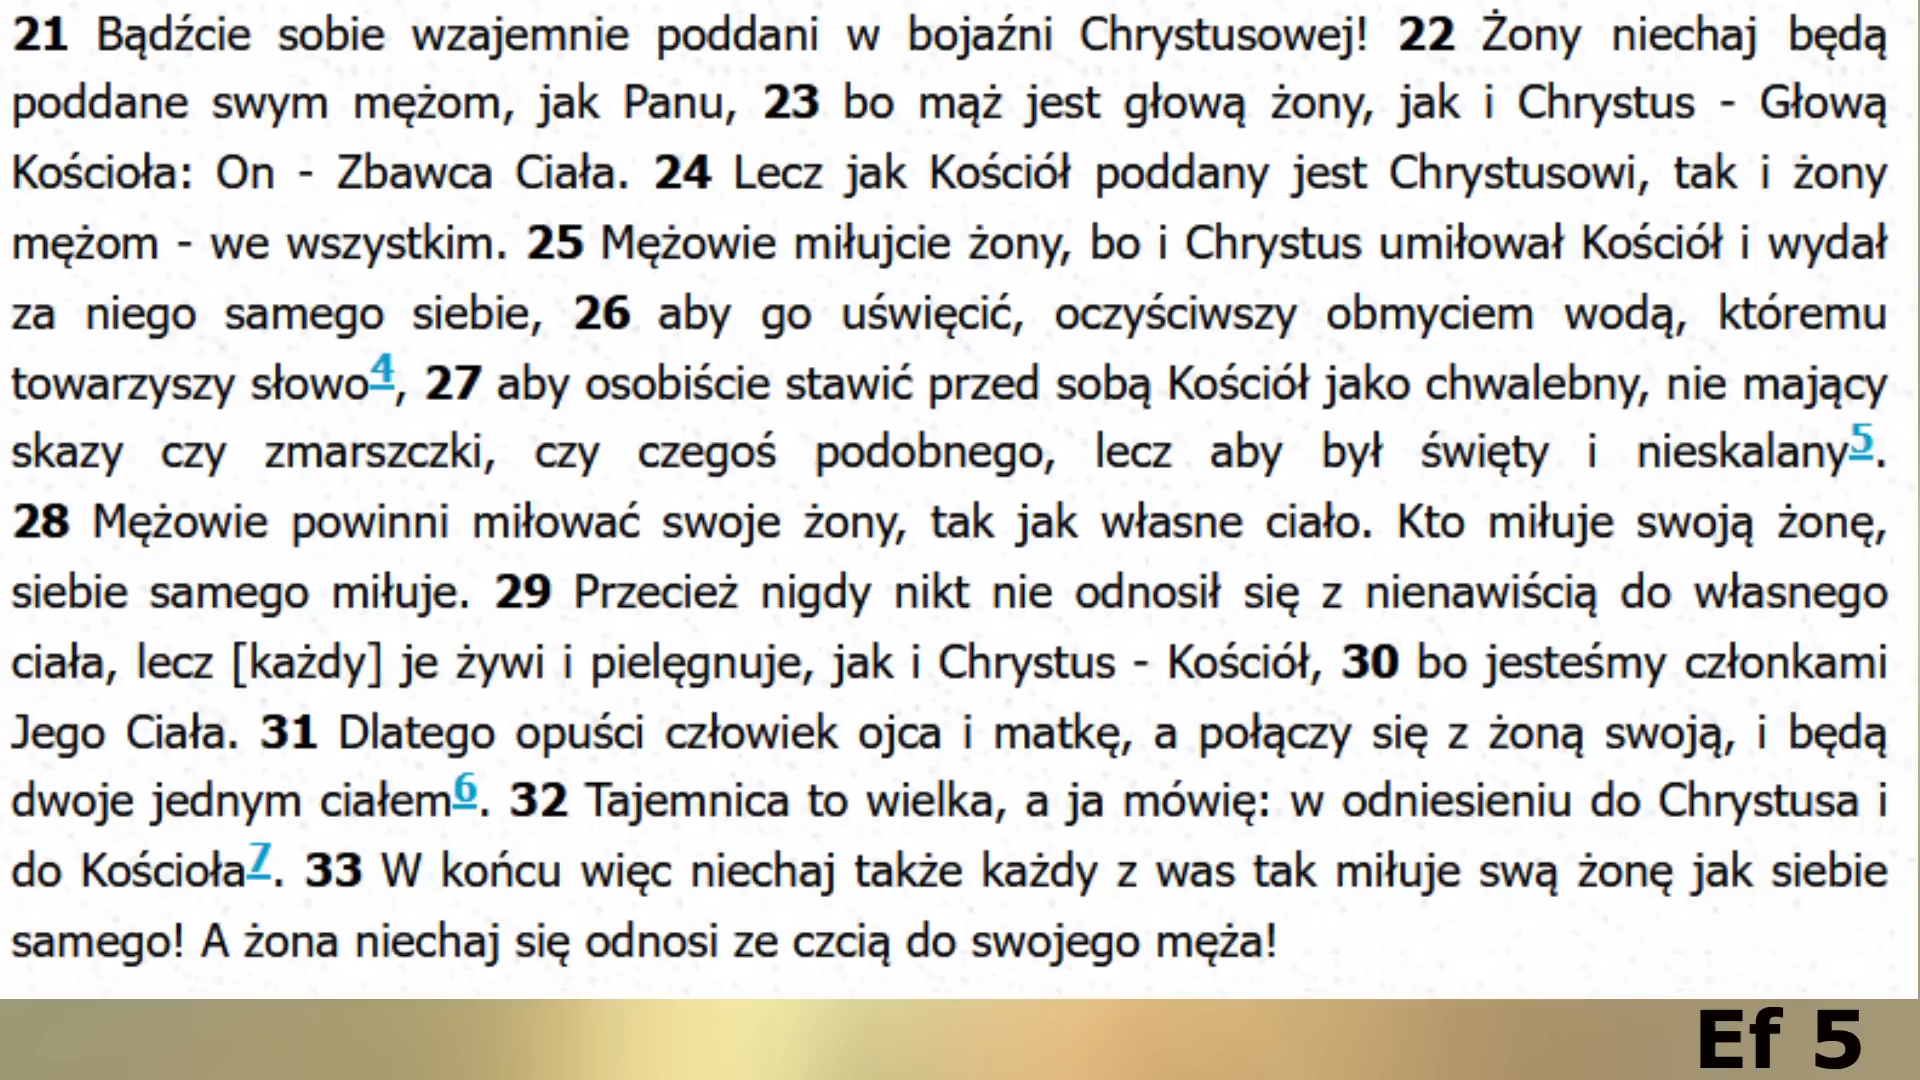 21 Bądźcie sobie wzajemnie poddani w bojaźni Chrystusowej! 22 Żony niechaj będą
poddane swym mężom, jak Panu, 23 bo mąż jest głową żony, jak i Chrystus - Głową
Kościoła: On - Zbawca Ciała. 24 Lecz jak Kościół poddany jest Chrystusowi, tak i żony
mężom - we wszystkim. 25 Mężowie miłujcie żony, bo i Chrystus umiłował Kościół i wydał
za niego samego siebie, 26 aby go uświęcić, oczyściwszy obmyciem wodą, któremu
towarzyszy słowo4, 27 aby osobiście stawić przed sobą Kościół jako chwalebny, nie mający
skazy czy zmarszczki, czy czegoś podobnego, lecz aby był święty i nieskalany5.
28 Mężowie powinni miłować swoje żony, tak jak własne ciało. Kto miłuje swoją żonę,
siebie samego miłuje. 29 Przecież nigdy nikt nie odnosił się z nienawiścią do własnego
ciała, lecz [każdy] je żywi i pielęgnuje, jak i Chrystus - Kościół, 30 bo jesteśmy członkami
Jego Ciała. 31 Dlatego opuści człowiek ojca i matkę, a połączy się z żoną swoją, i będą
dwoje jednym ciałem6. 32 Tajemnica to wielka, a ja mówię: w odniesieniu do Chrystusa i
do Kościoła7. 33 W końcu więc niechaj także każdy z was tak miłuje swą żonę jak siebie
samego! A żona niechaj się odnosi ze czcią do swojego męża!
Ef 5